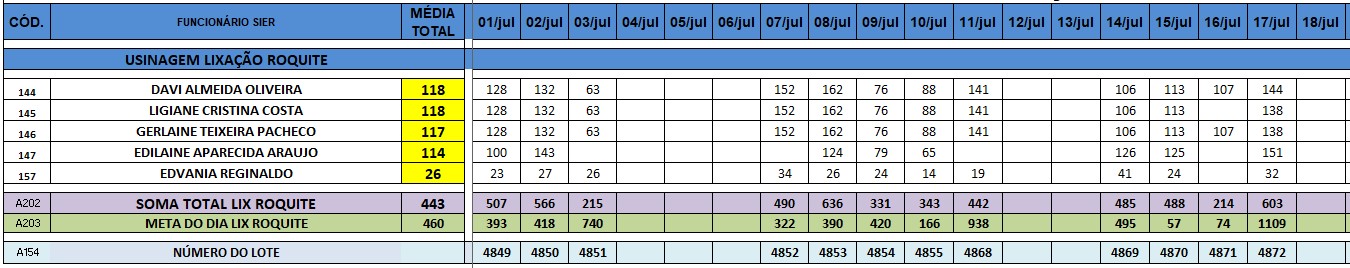 CÓD. FUNCIONÁRIO SIER MÉDIA TOTAL 01/jul 02/jul 03/jul 04/jul 05/jul 06/jul 07/jul 08/jul 09/jul 10/jul 11/jul 12/jul 13/jul 14/jul 15/jul 16/jul 17/jul 18/jul
USINAGEM LIXAÇÃO ROQUITE
144 DAVI ALMEIDA OLIVEIRA 118 128 132 63 152 162 76 88 141 106 113 107 144
145 LIGIANE CRISTINA COSTA 118 128 132 63 152 162 76 88 141 106 113 138
146 GERLAINE TEIXEIRA PACHECO 117 128 132 63 152 162 76 88 141 106 113 107 138
147 EDILAINE APARECIDA ARAUJO 114 100 143 124 79 65 126 125 151
157 EDVANIA REGINALDO 26 23 27 26 34 26 24 14 19 41 24 32
A202 SOMA TOTAL LIX ROQUITE 443 507 566 215 490 636 331 343 442 485 488 214 603
A203 META DO DIA LIX ROQUITE 460 393 418 740 322 390 420 166 938 495 57 74 1109
A154 NÚMERO DO LOTE 4849 4850 4851 4852 4853 4854 4855 4868 4869 4870 4871 4872